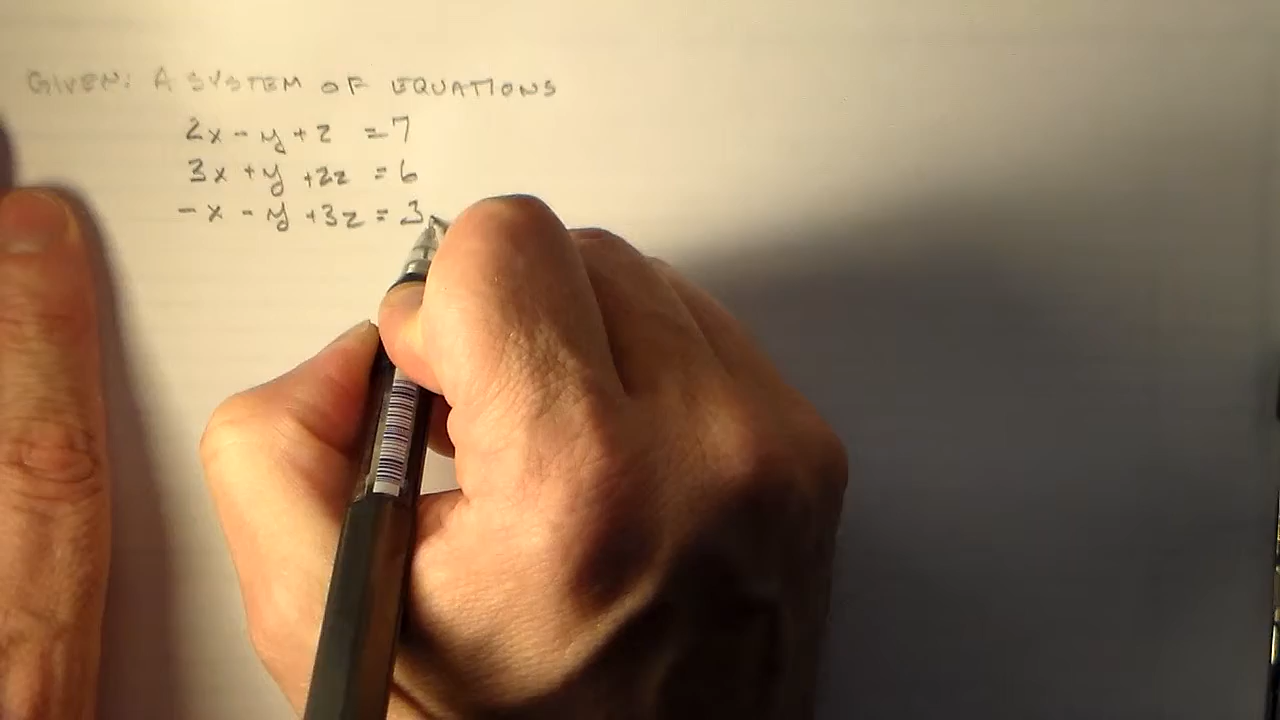 GIVEN: A SYSTEM OF EQUATIONS
2x - y + z = 7
3x + y + 2z = 6
-x - y + 3z = 3